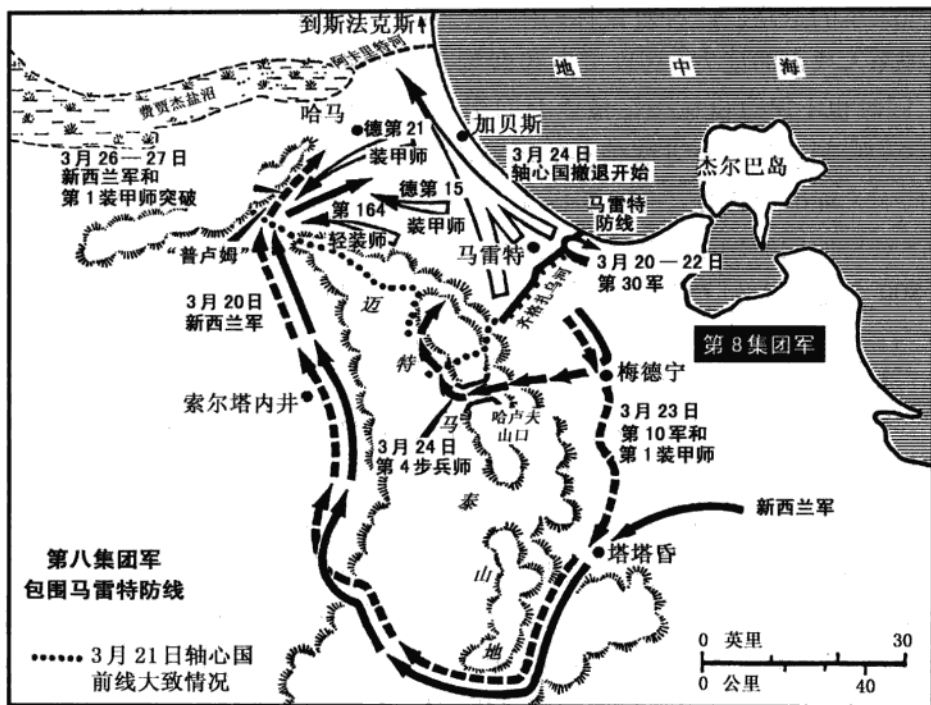 到斯法克斯
阿卡里特河
地中海
费贾杰盐沼
哈马
德第21
装甲师
加贝斯
3月24日
轴心国撤退开始
杰尔巴岛
3月26—27日
新西兰军和
第1装甲师突破
德第15
装甲师
马雷特
防线
第164
轻装师
“普卢姆”
马雷特
3月20—22日
第30军
齐格扎乌河
3月20日
新西兰军
迈
特
马
泰
山
地
第8集团军
梅德宁
索尔塔内井
哈卢夫
山口
3月23日
第10军和
第1装甲师
3月24日
第4步兵师
新西兰军
塔塔昏
第八集团军
包围马雷特防线
3月21日轴心国
前线大致情况
0 英里 30
0 公里 40